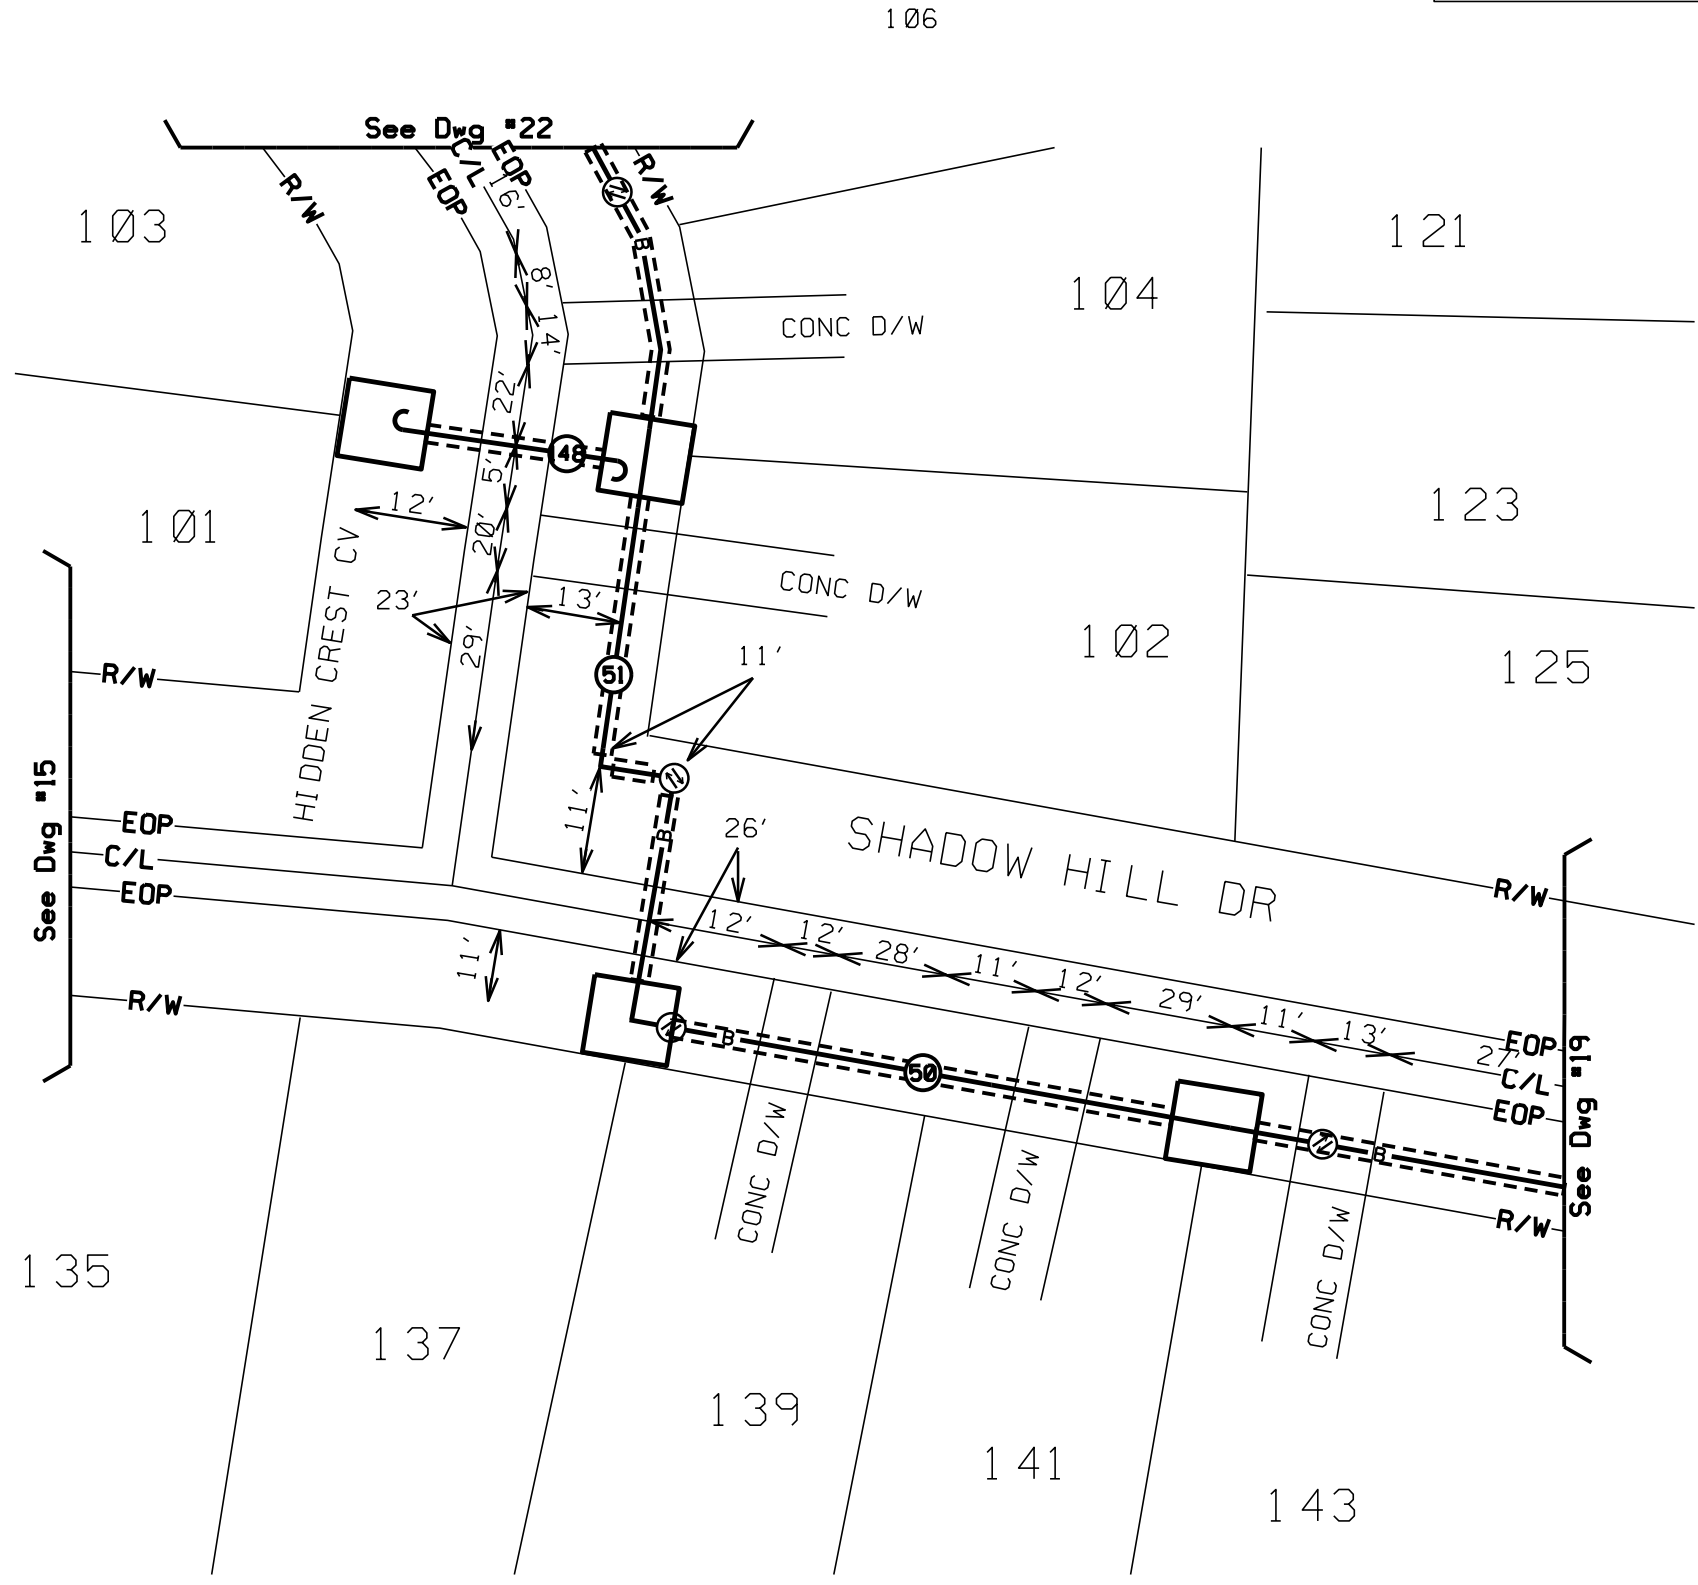 106
See Dwg #22
C/L
EOP
R/W
R/W
EOP
16'
103
121
8'
104
14'
CONC D/W
22'
48
5'
12'
123
101
20'
HIDDEN CREST CV
CONC D/W
23'
13'
29'
102
11'
125
R/W
51
See Dwg #15
11'
B
B
26'
SHADOW HILL DR
EOP
C/L
EOP
R/W
R/W
11'
12'
12'
28'
11'
12'
29'
11'
13'
27'
EOP
C/L
EOP
R/W
See Dwg #19
B
50
B
CONC D/W
CONC D/W
CONC D/W
135
137
139
141
143